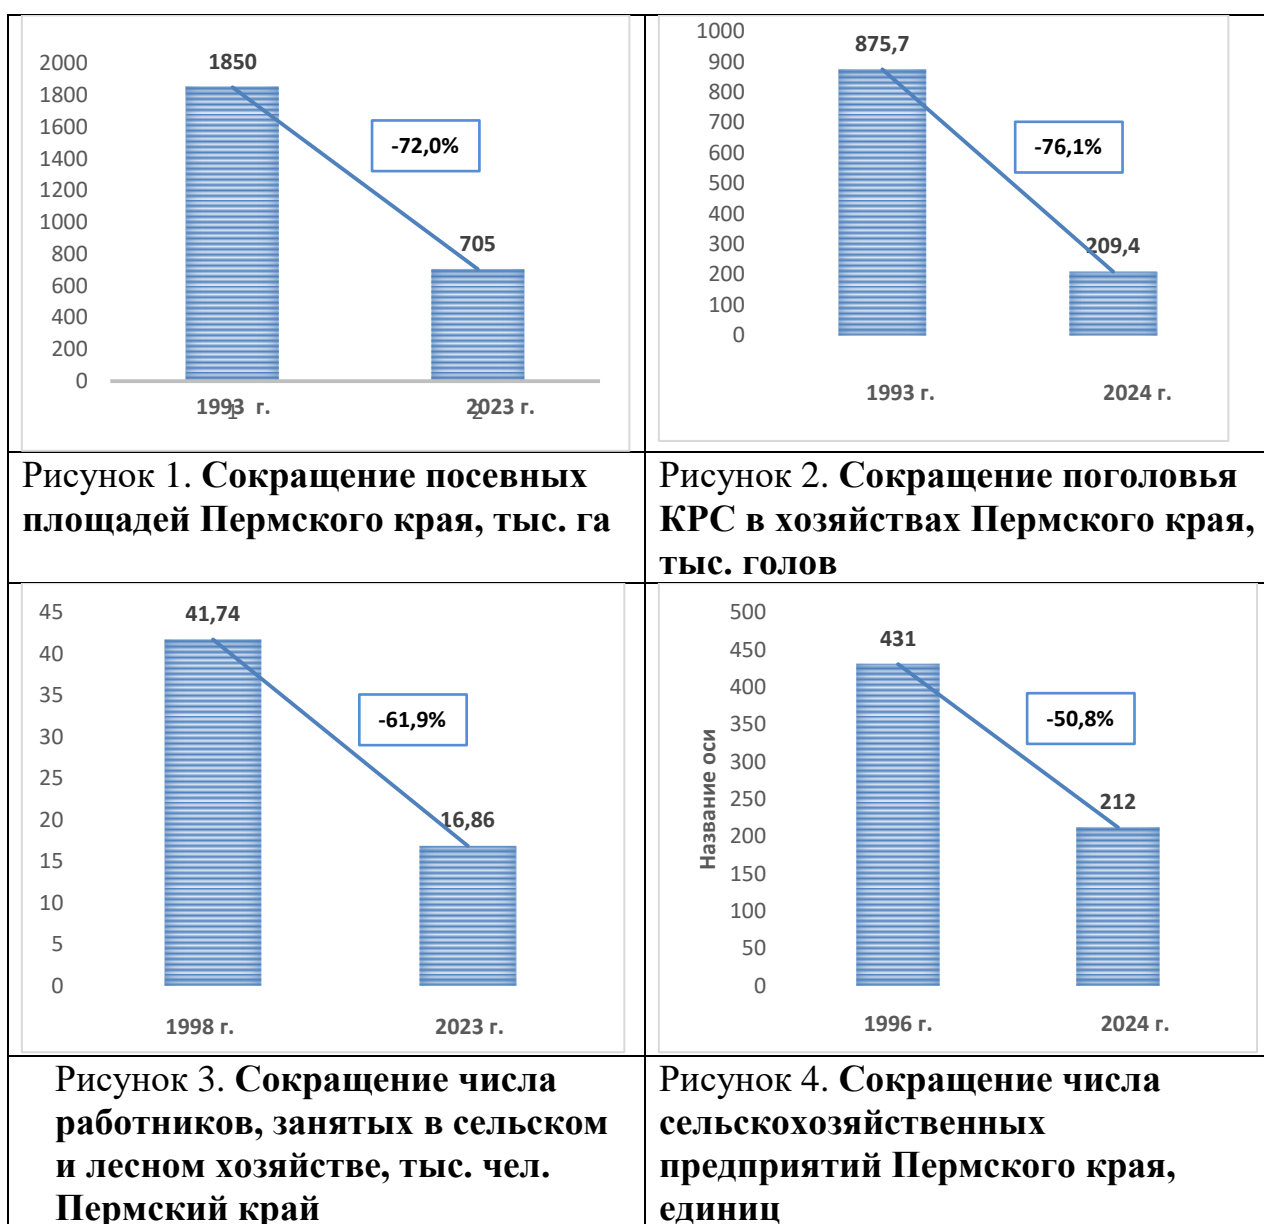 2000
1800
1600
1400
1200
1000
800
600
400
200
0
1850
-72,0%
705
1993 г.
1
2023 г.
2
Рисунок 1. Сокращение посевных
площадей Пермского края, тыс. га
1000
900
800
700
600
500
400
300
200
100
0
875,7
-76,1%
209,4
1993 г.
2024 г.
Рисунок 2. Сокращение поголовья
КРС в хозяйствах Пермского края,
тыс. голов
45
40
35
30
25
20
15
10
5
0
41,74
-61,9%
16,86
1998 г.
2023 г.
Рисунок 3. Сокращение числа
работников, занятых в сельском
и лесном хозяйстве, тыс. чел.
Пермский край
Название оси
500
450
400
350
300
250
200
150
100
50
0
431
-50,8%
212
1996 г.
2024 г.
Рисунок 4. Сокращение числа
сельскохозяйственных
предприятий Пермского края,
единиц